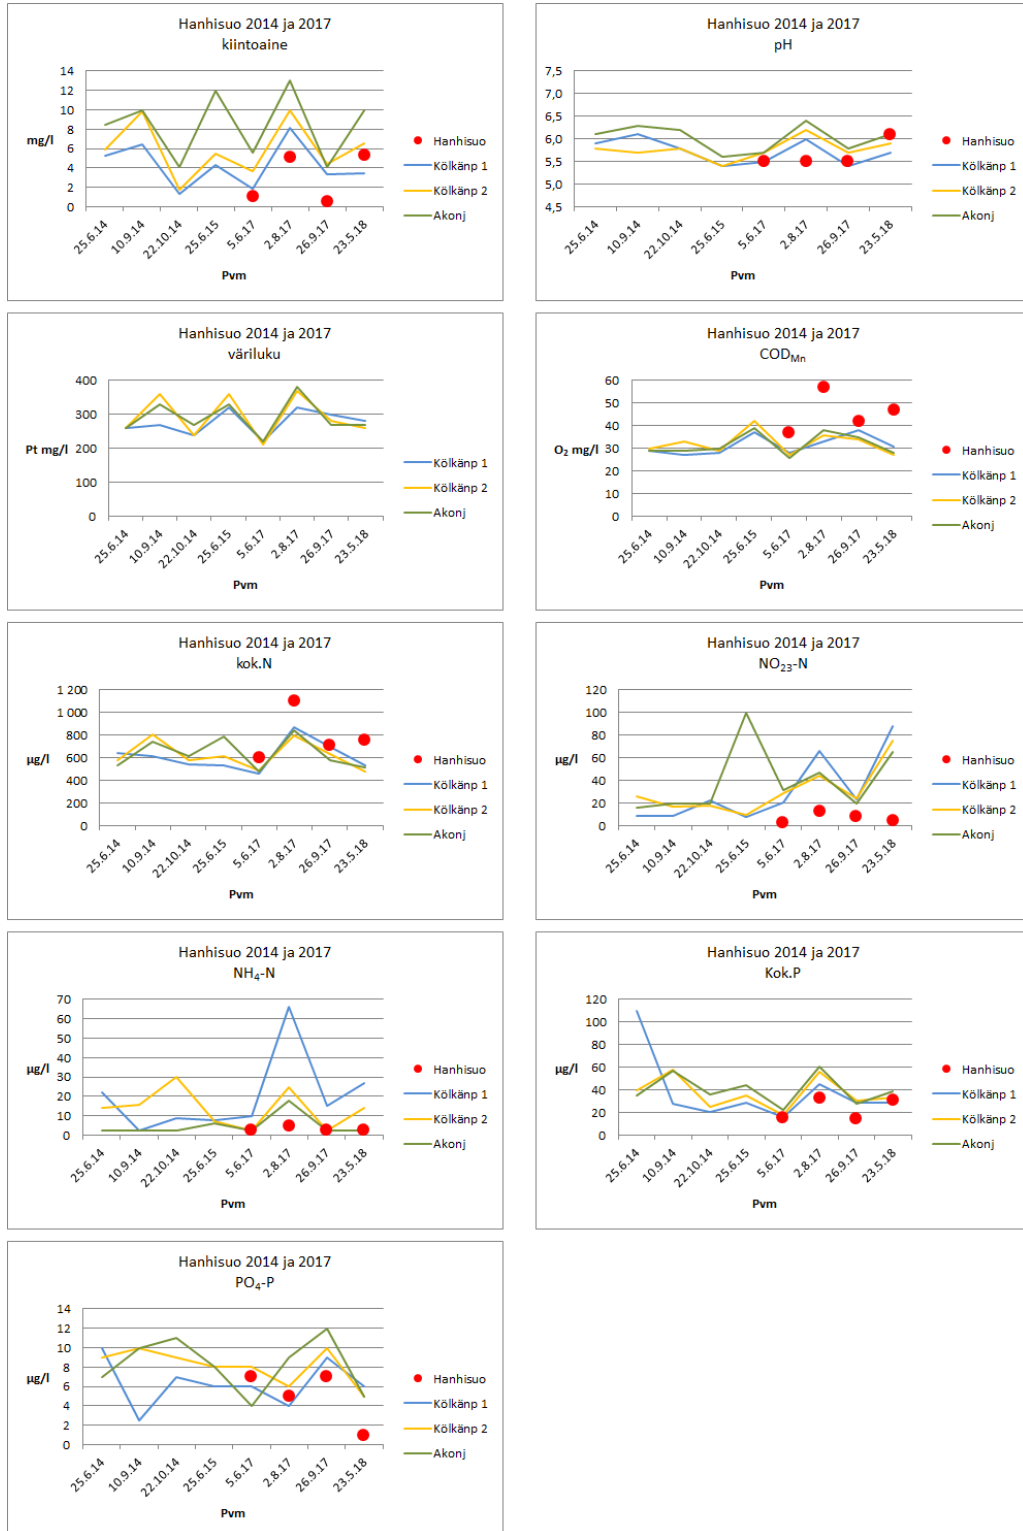 Hanhisuo 2014 ja 2017
kiintoaine
14
12
10
8
6
4
2
0
mg/l
25.6.14
10.9.14
22.10.14
25.6.15
5.6.17
2.8.17
26.9.17
23.5.18
Pvm
Hanhisuo
Kölkänp 1
Kölkänp 2
Akonj
Hanhisuo 2014 ja 2017
pH
7,5
7,0
6,5
6,0
5,5
5,0
4,5
25.6.14
10.9.14
22.10.14
25.6.15
5.6.17
2.8.17
26.9.17
23.5.18
Pvm
Hanhisuo
Kölkänp 1
Kölkänp 2
Akonj
Hanhisuo 2014 ja 2017
väriluku
400
300
200
100
0
Pt mg/l
25.6.14
10.9.14
22.10.14
25.6.15
5.6.17
2.8.17
26.9.17
23.5.18
Pvm
Kölkänp 1
Kölkänp 2
Akonj
Hanhisuo 2014 ja 2017
COD_Mn
60
50
40
30
20
10
0
O₂ mg/l
25.6.14
10.9.14
22.10.14
25.6.15
5.6.17
2.8.17
26.9.17
23.5.18
Pvm
Hanhisuo
Kölkänp 1
Kölkänp 2
Akonj
Hanhisuo 2014 ja 2017
kok.N
1 200
1 000
800
600
400
200
0
µg/l
25.6.14
10.9.14
22.10.14
25.6.15
5.6.17
2.8.17
26.9.17
23.5.18
Pvm
Hanhisuo
Kölkänp 1
Kölkänp 2
Akonj
Hanhisuo 2014 ja 2017
NO₂₃-N
120
100
80
60
40
20
0
µg/l
25.6.14
10.9.14
22.10.14
25.6.15
5.6.17
2.8.17
26.9.17
23.5.18
Pvm
Hanhisuo
Kölkänp 1
Kölkänp 2
Akonj
Hanhisuo 2014 ja 2017
NH₄-N
70
60
50
40
30
20
10
0
µg/l
25.6.14
10.9.14
22.10.14
25.6.15
5.6.17
2.8.17
26.9.17
23.5.18
Pvm
Hanhisuo
Kölkänp 1
Kölkänp 2
Akonj
Hanhisuo 2014 ja 2017
Kok.P
120
100
80
60
40
20
0
µg/l
25.6.14
10.9.14
22.10.14
25.6.15
5.6.17
2.8.17
26.9.17
23.5.18
Pvm
Hanhisuo
Kölkänp 1
Kölkänp 2
Akonj
Hanhisuo 2014 ja 2017
PO₄-P
14
12
10
8
6
4
2
0
µg/l
25.6.14
10.9.14
22.10.14
25.6.15
5.6.17
2.8.17
26.9.17
23.5.18
Pvm
Hanhisuo
Kölkänp 1
Kölkänp 2
Akonj